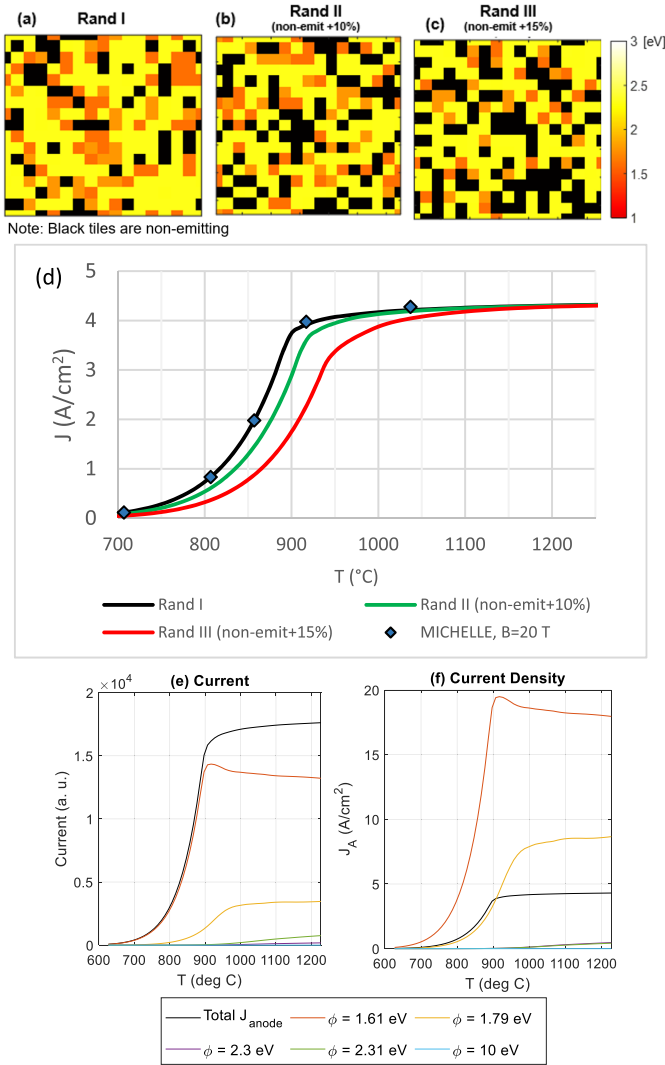 (a) Rand I
(b) Rand II
(non-emit +10%)
(c) Rand III
(non-emit +15%)
3 [eV]
2.5
2
1.5
1
Note: Black tiles are non-emitting
(d)
J (A/cm²)
5
4
3
2
1
0
700 800 900 1000 1100 1200
T (°C)
Rand I
Rand II (non-emit+10%)
Rand III (non-emit+15%)
MICHELLE, B=20 T
(e) Current
×10⁴
Current (a. u.)
2
1.5
1
0.5
0
600 700 800 900 1000 1100 1200
T (deg C)
(f) Current Density
J_A (A/cm²)
20
15
10
5
0
600 700 800 900 1000 1100 1200
T (deg C)
Total J_anode
ϕ = 1.61 eV
ϕ = 1.79 eV
ϕ = 2.3 eV
ϕ = 2.31 eV
ϕ = 10 eV